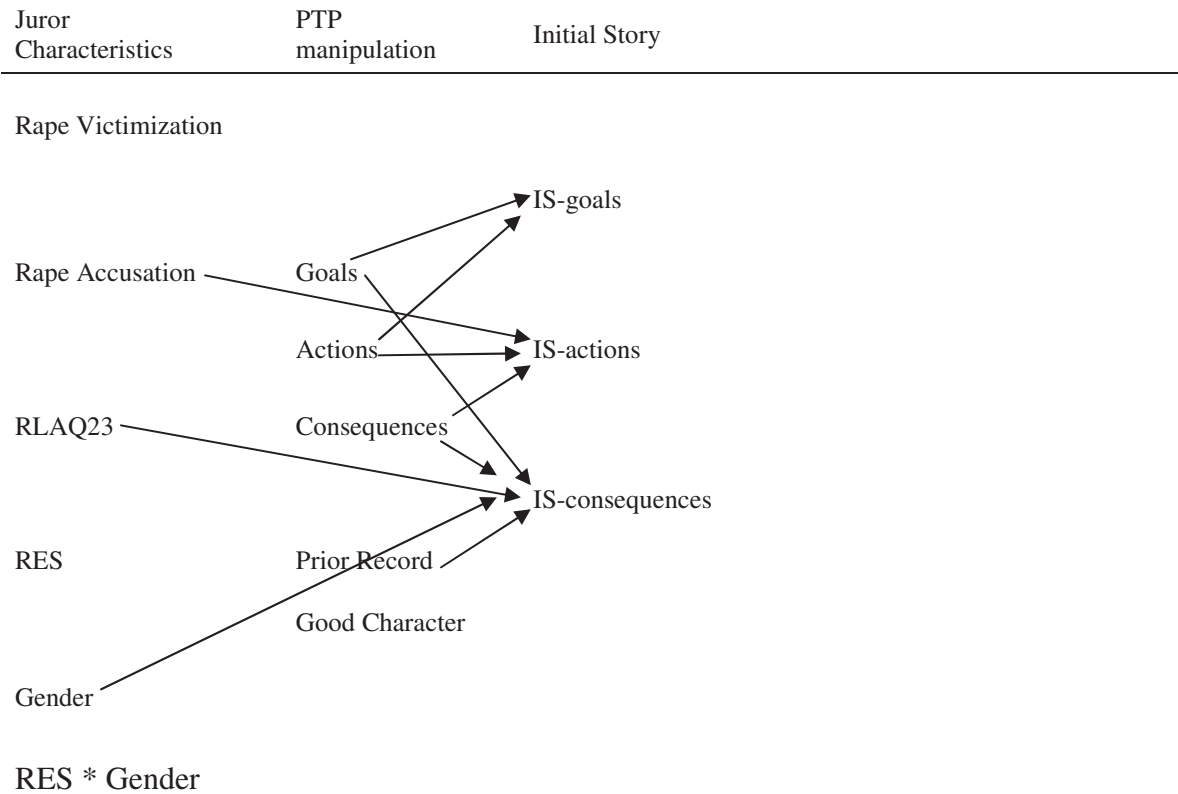 Juror
Characteristics
PTP
manipulation
Initial Story
Rape Victimization
IS-goals
Rape Accusation
Goals
Actions
IS-actions
RLAQ23
Consequences
IS-consequences
RES
Prior Record
Good Character
Gender
RES * Gender